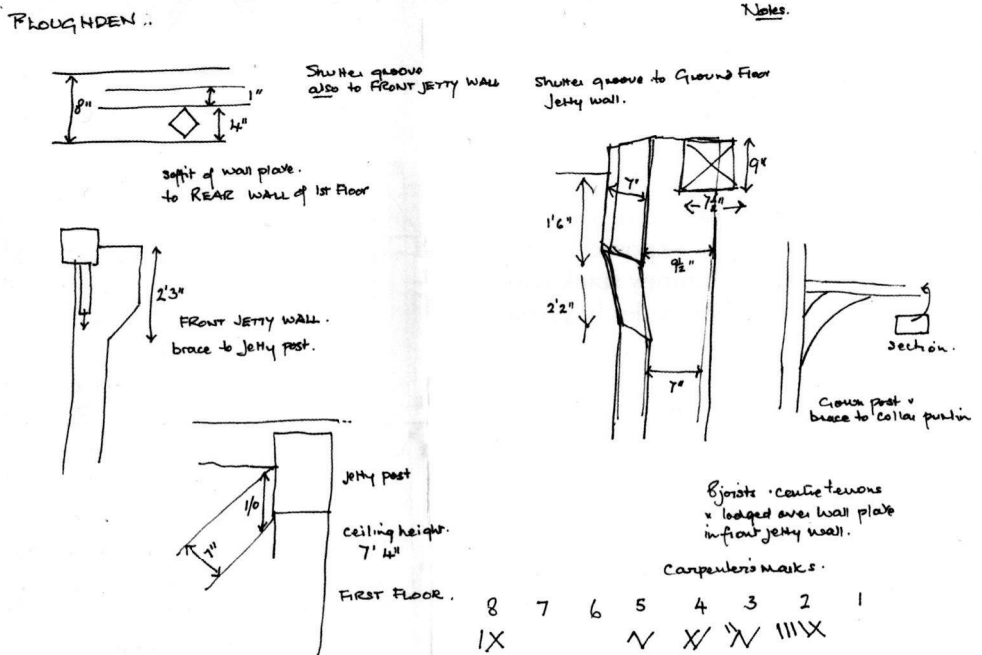 PLOUGHDEN..
Notes.
8"
1"
4"
Shutter groove
also to FRONT JETTY WALL
soffit of wall plate.
to REAR WALL of 1st Floor
Shutter groove to Ground Floor
Jetty wall.
7"
9"
7½"
1'6"
9½"
2'2"
7"
2'3"
FRONT JETTY WALL.
brace to Jetty post.
section.
Crown post &
brace to collar purlin
1/0
7"
Jetty post
ceiling height.
7' 4"
FIRST FLOOR.
8 joists · centre tenons
& lodged over wall plate
in front jetty wall.
Carpenter's marks.
8 7 6 5 4 3 2 1